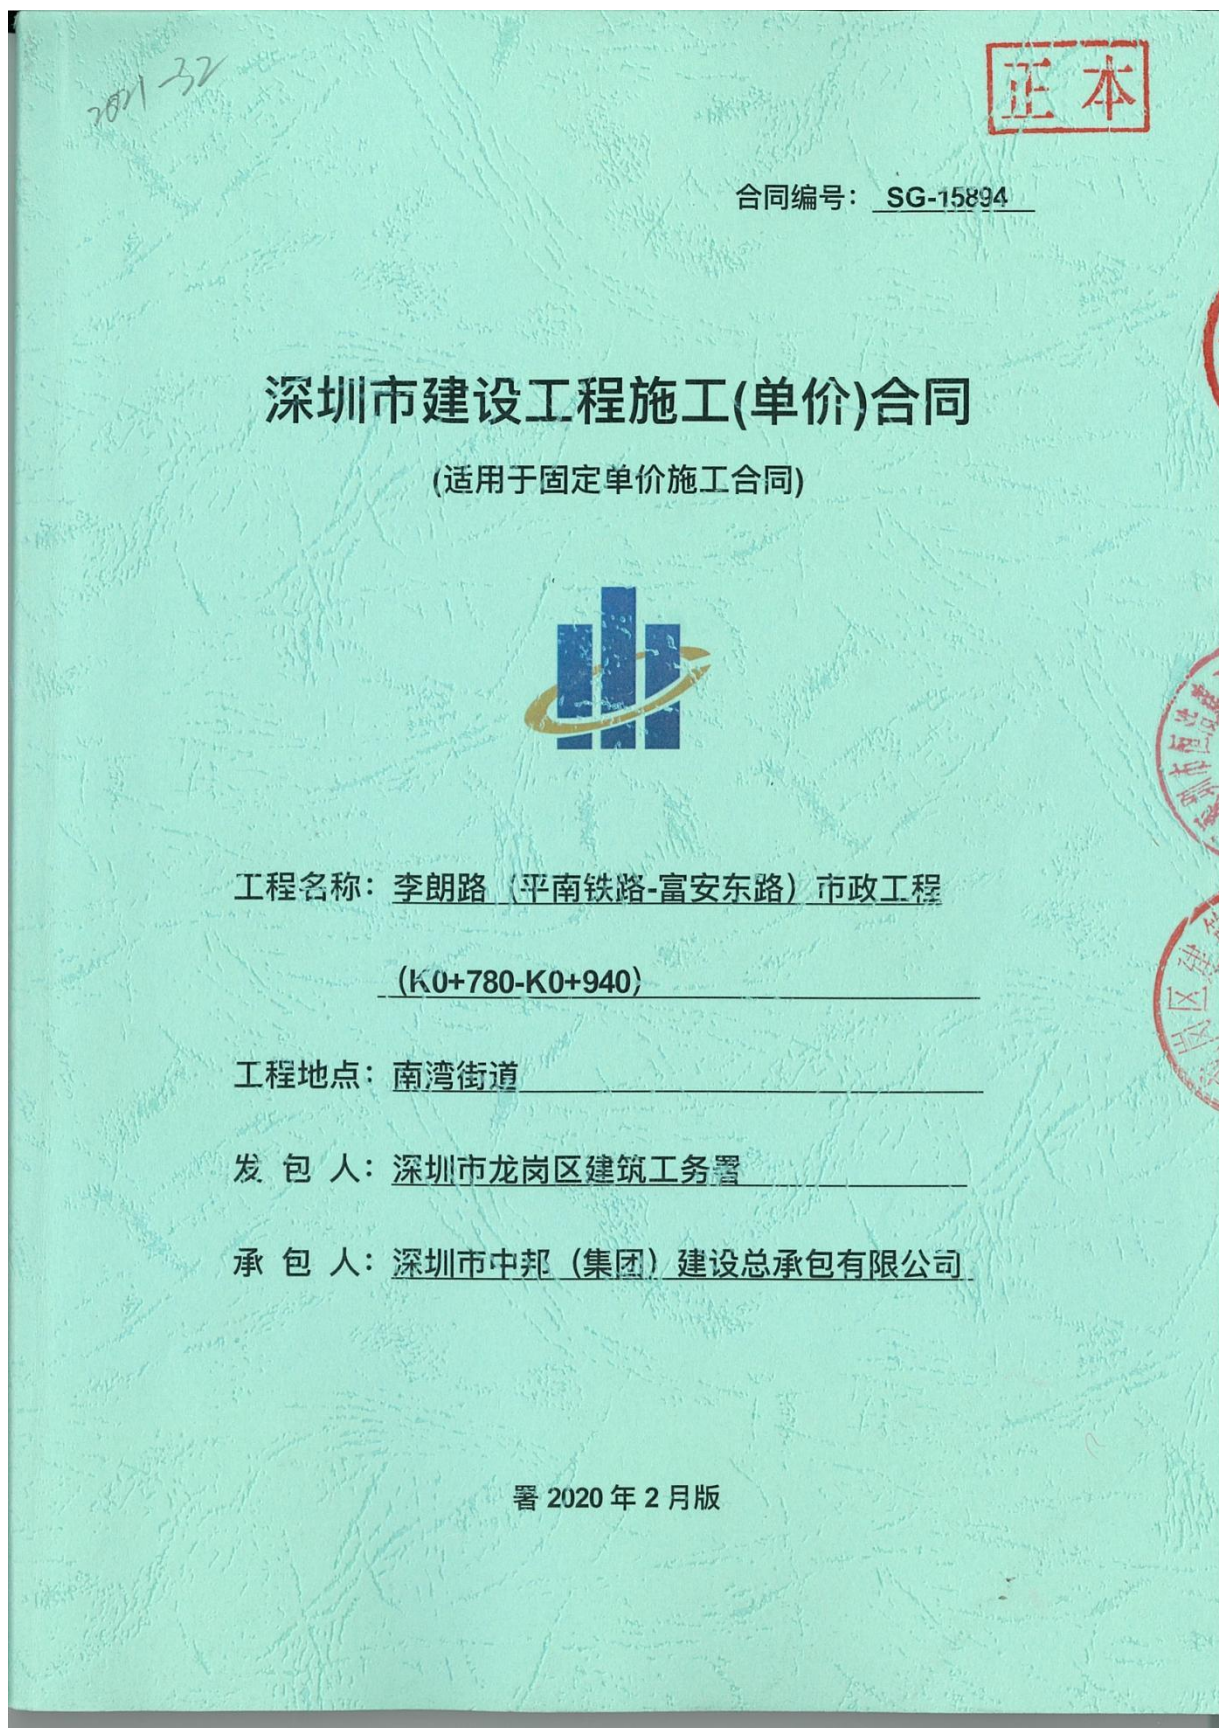 2021-32
正本
合同编号： SG-15894
深圳市建设工程施工(单价)合同
(适用于固定单价施工合同)
工程名称：李朗路（平南铁路-富安东路）市政工程
（K0+780-K0+940）
工程地点：南湾街道
发 包 人：深圳市龙岗区建筑工务署
承 包 人：深圳市中邦（集团）建设总承包有限公司
署 2020 年 2 月版